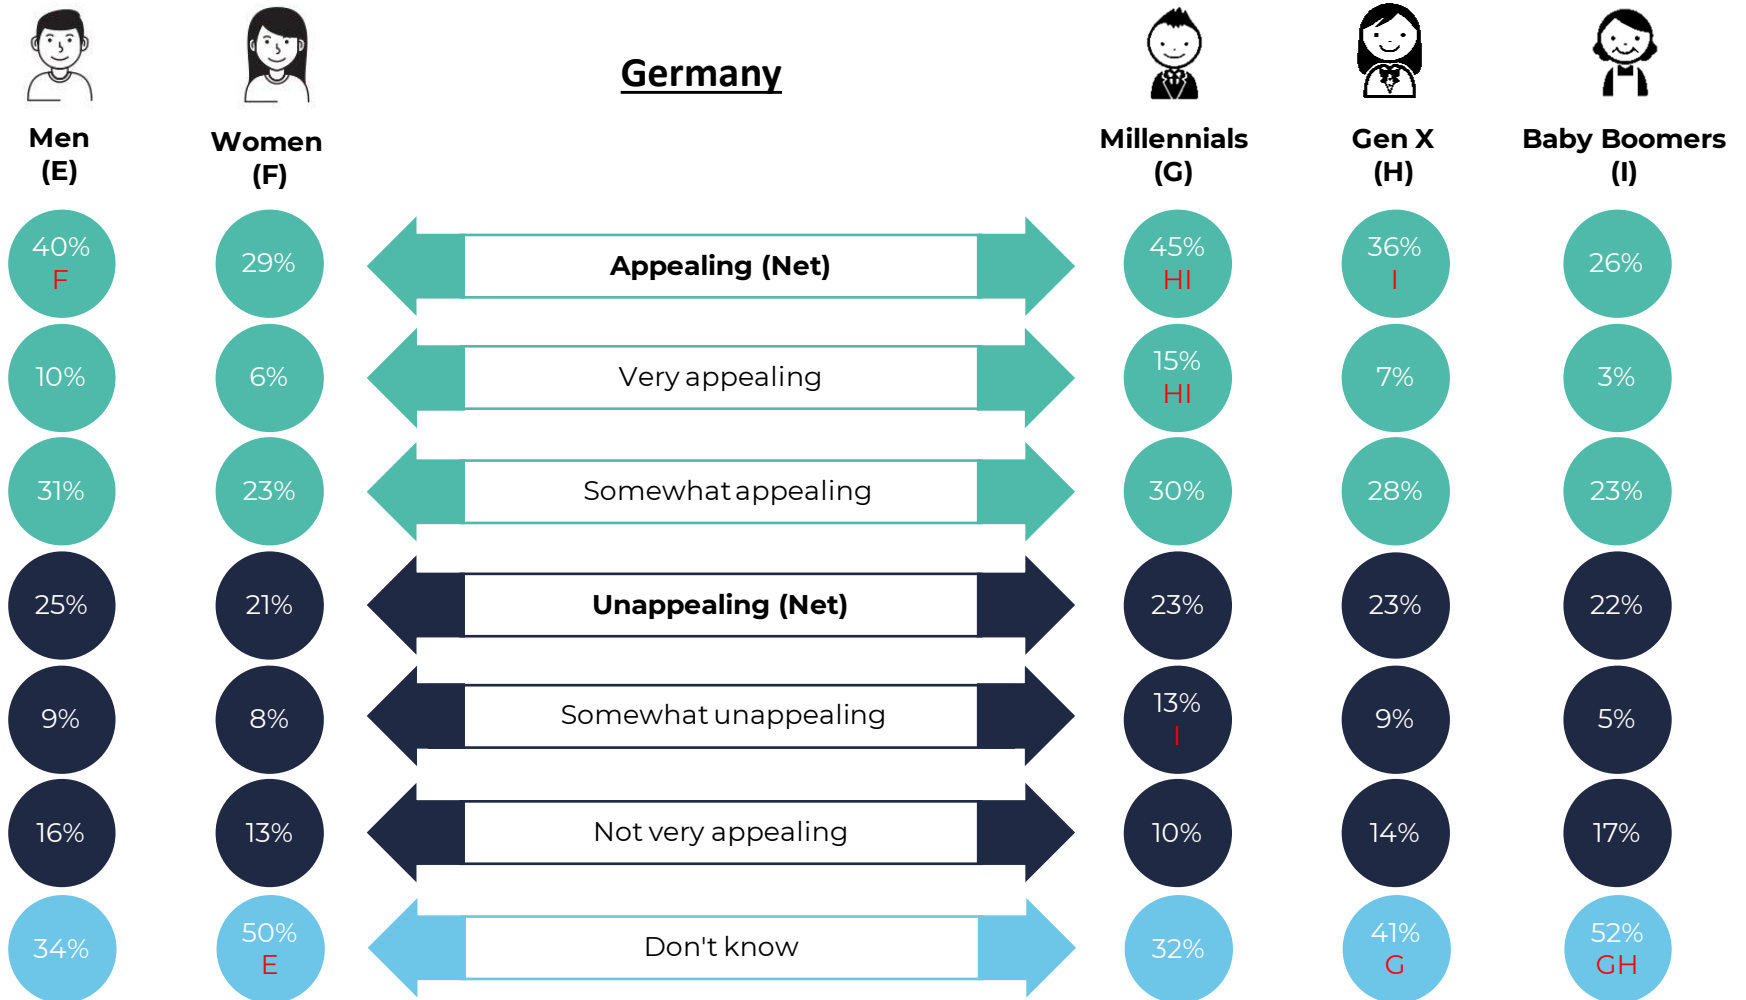 Germany
Men
(E)
Women
(F)
Millennials
(G)
Gen X
(H)
Baby Boomers
(I)
40%
F
29%
Appealing (Net)
45%
HI
36%
I
26%
10%
6%
Very appealing
15%
HI
7%
3%
31%
23%
Somewhat appealing
30%
28%
23%
25%
21%
Unappealing (Net)
23%
23%
22%
9%
8%
Somewhat unappealing
13%
I
9%
5%
16%
13%
Not very appealing
10%
14%
17%
34%
50%
E
Don't know
32%
41%
G
52%
GH